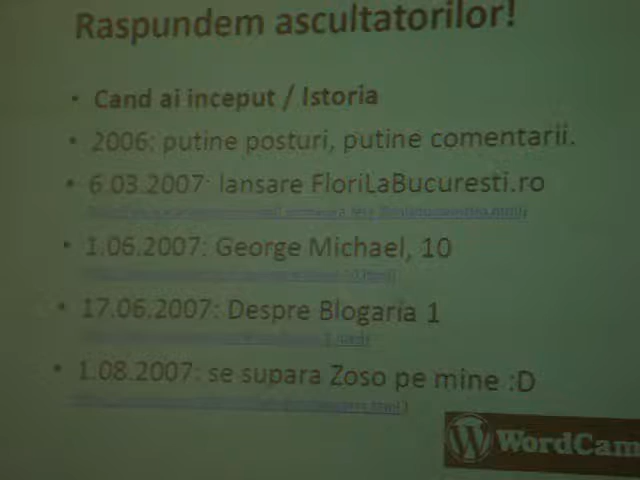 Raspundem ascultatorilor!
• Cand ai inceput / Istoria
• 2006: putine posturi, putine comentarii.
• 6.03.2007: lansare FloriLaBucuresti.ro
• 1.06.2007: George Michael, 10
• 17.06.2007: Despre Blogaria 1
• 1.08.2007: se supara Zoso pe mine :D
WordCam